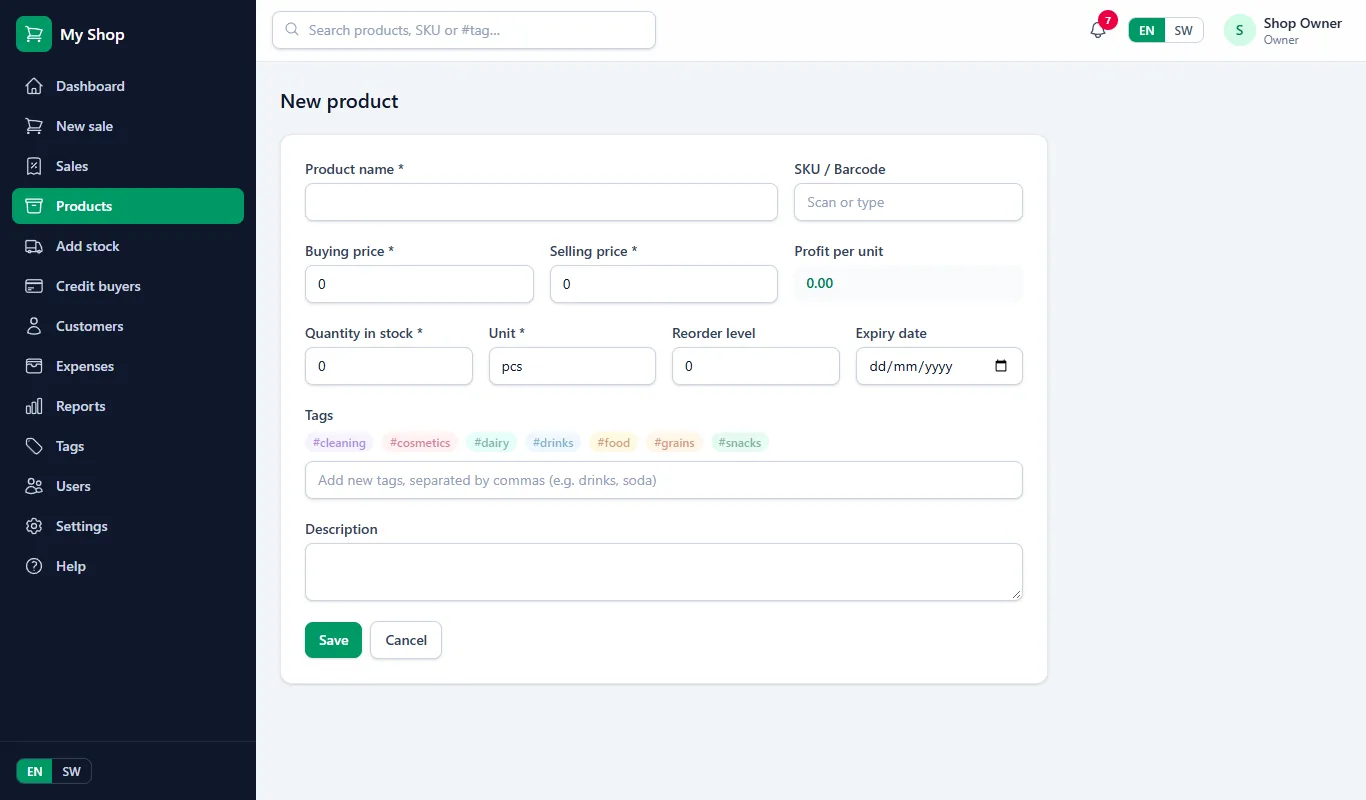 My Shop
Search products, SKU or #tag...
7
EN SW
S
Shop Owner
Owner
Dashboard
New sale
Sales
Products
Add stock
Credit buyers
Customers
Expenses
Reports
Tags
Users
Settings
Help
EN SW
New product
Product name * SKU / Barcode
Scan or type
Buying price * Selling price * Profit per unit
0 0 0.00
Quantity in stock * Unit * Reorder level Expiry date
0 pcs 0 dd/mm/yyyy
Tags
#cleaning #cosmetics #dairy #drinks #food #grains #snacks
Add new tags, separated by commas (e.g. drinks, soda)
Description
Save Cancel